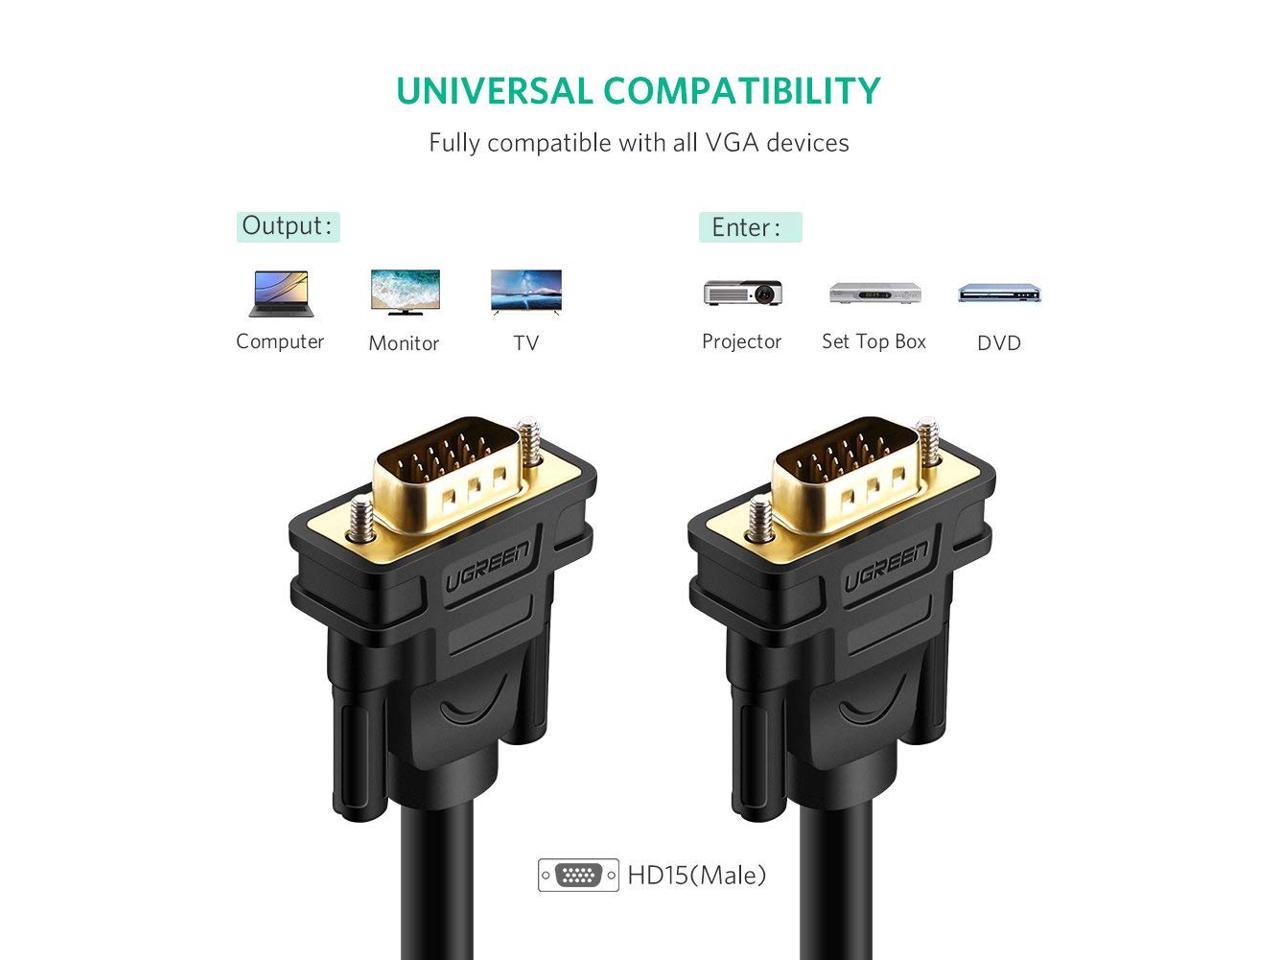 UNIVERSAL COMPATIBILITY
Fully compatible with all VGA devices
Output:
Enter:
Computer
Monitor
TV
Projector
Set Top Box
DVD
UGREEN
UGREEN
HD15(Male)